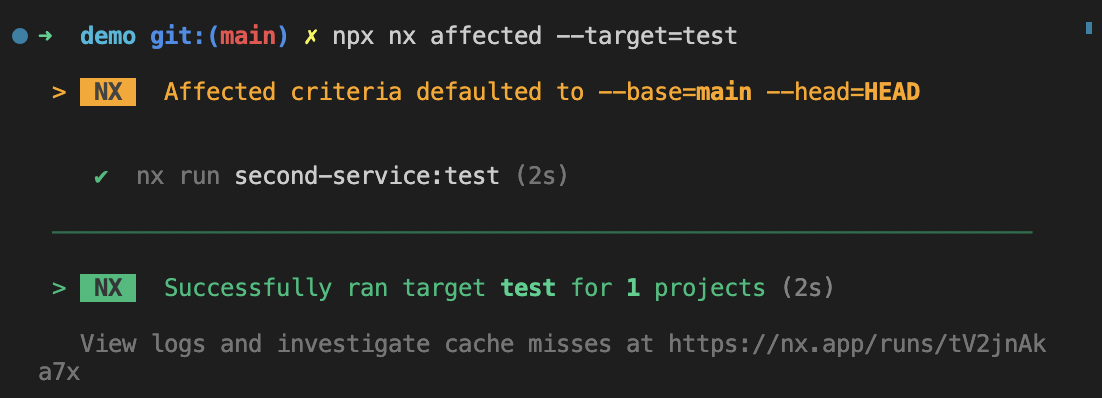 ➜ demo git:(main) ✗ npx nx affected --target=test
> NX Affected criteria defaulted to --base=main --head=HEAD
✔ nx run second-service:test (2s)
> NX Successfully ran target test for 1 projects (2s)
View logs and investigate cache misses at https://nx.app/runs/tV2jnAk
a7x